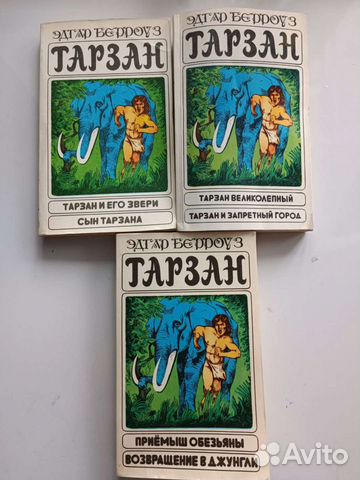 ЭДГАР БЕРРОУЗ
ТАРЗАН
ТАРЗАН И ЕГО ЗВЕРИ
СЫН ТАРЗАНА
ЭДГАР БЕРРОУЗ
ТАРЗАН
ТАРЗАН ВЕЛИКОЛЕПНЫЙ
ТАРЗАН И ЗАПРЕТНЫЙ ГОРОД
ЭДГАР БЕРРОУЗ
ТАРЗАН
ПРИЁМЫШ ОБЕЗЬЯНЫ
ВОЗВРАЩЕНИЕ В ДЖУНГЛИ
Avito